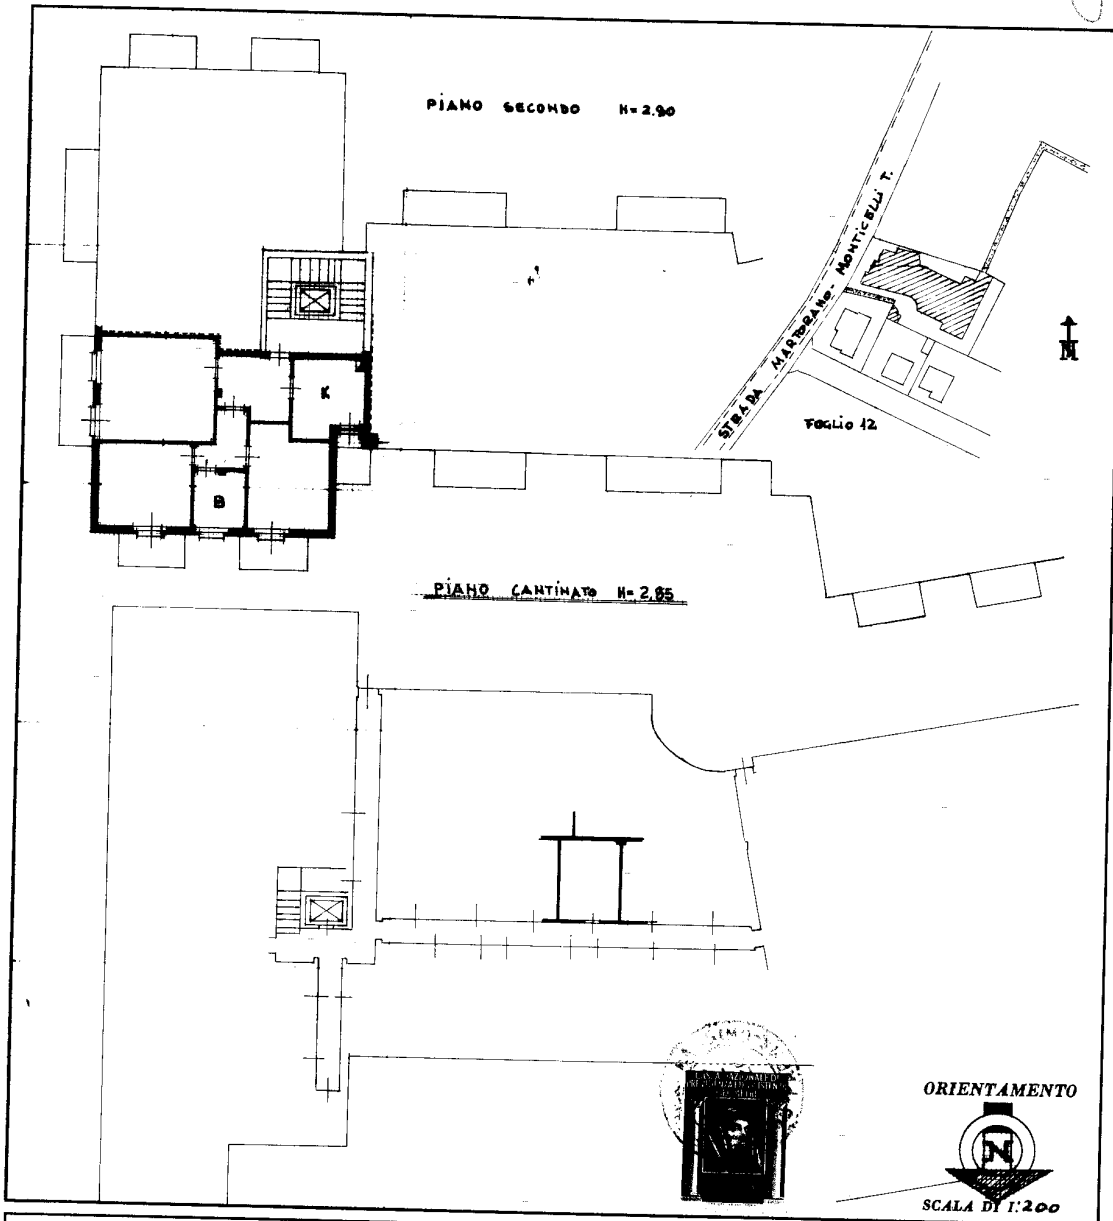 PIANO SECONDO H=2.90
STRADA MARTORANO - MONTICELLI T.
N
K
FOGLIO 12
B
PIANO CANTINATO H=2.85
ORIENTAMENTO
N
SCALA DI 1:200